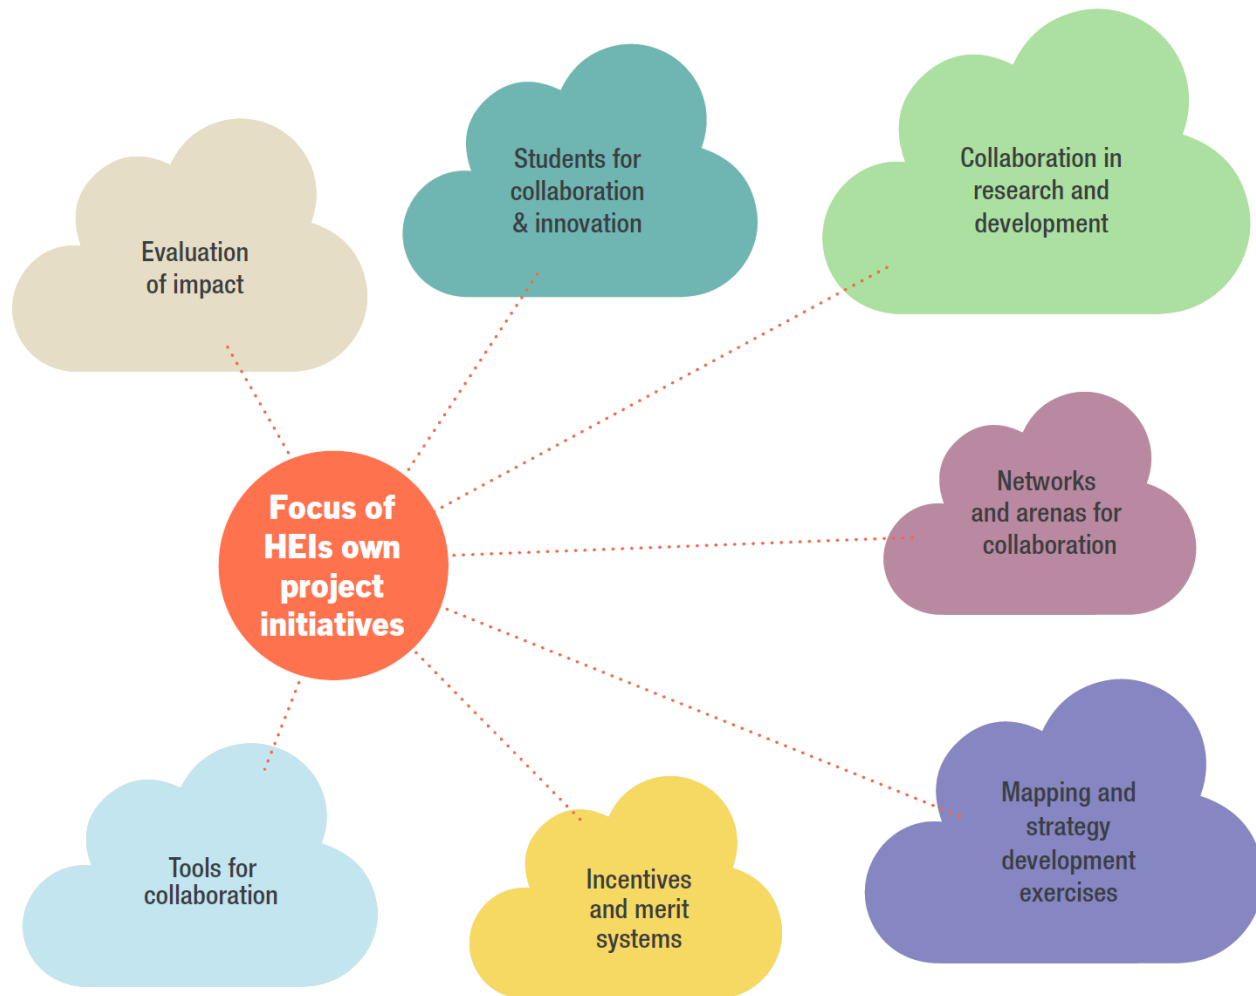 Evaluation
of impact
Students for
collaboration
& innovation
Collaboration in
research and
development
Networks
and arenas for
collaboration
Focus of
HEIs own
project
initiatives
Mapping and
strategy
development
exercises
Tools for
collaboration
Incentives
and merit
systems